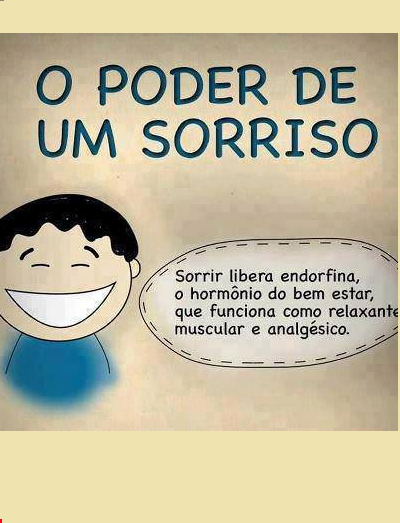 O PODER DE
UM SORRISO
Sorrir libera endorfina,
o hormônio do bem estar,
que funciona como relaxante
muscular e analgésico.